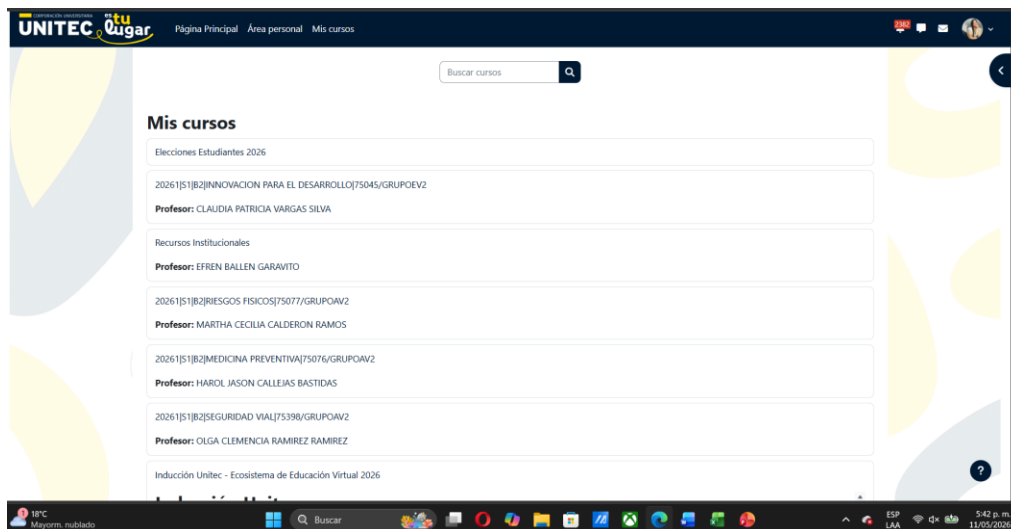 CORPORACIÓN UNIVERSITARIA
UNITEC es tu lugar
Página Principal Área personal Mis cursos
2382
Buscar cursos
Mis cursos
Elecciones Estudiantes 2026
20261|S1|B2|INNOVACION PARA EL DESARROLLO|75045/GRUPOEV2
Profesor: CLAUDIA PATRICIA VARGAS SILVA
Recursos Institucionales
Profesor: EFREN BALLEN GARAVITO
20261|S1|B2|RIESGOS FISICOS|75077/GRUPOAV2
Profesor: MARTHA CECILIA CALDERON RAMOS
20261|S1|B2|MEDICINA PREVENTIVA|75076/GRUPOAV2
Profesor: HAROL JASON CALLEJAS BASTIDAS
20261|S1|B2|SEGURIDAD VIAL|75398/GRUPOAV2
Profesor: OLGA CLEMENCIA RAMIREZ RAMIREZ
Inducción Unitec - Ecosistema de Educación Virtual 2026
?
1
18°C
Mayorm. nublado
Buscar
ESP
LAA
5:42 p. m.
11/05/2026